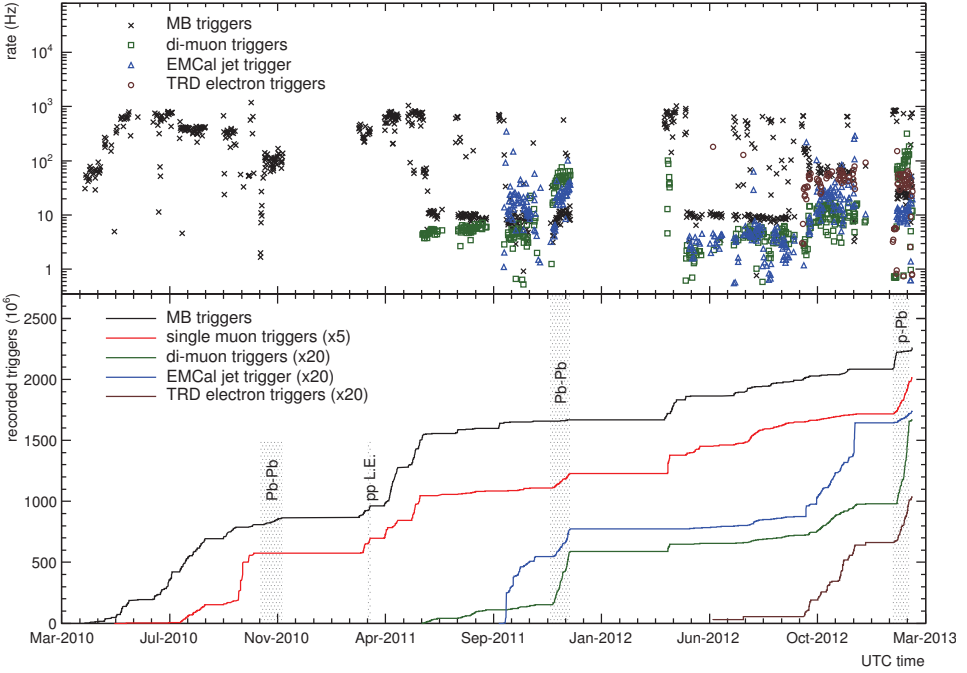 rate (Hz)
10⁴
10³
10²
10
1
MB triggers
di-muon triggers
EMCal jet trigger
TRD electron triggers
recorded triggers (10⁶)
2500
2000
1500
1000
500
0
MB triggers
single muon triggers (x5)
di-muon triggers (x20)
EMCal jet trigger (x20)
TRD electron triggers (x20)
Pb-Pb
pp L.E.
Pb-Pb
p-Pb
Mar-2010 Jul-2010 Nov-2010 Apr-2011 Sep-2011 Jan-2012 Jun-2012 Oct-2012 Mar-2013
UTC time